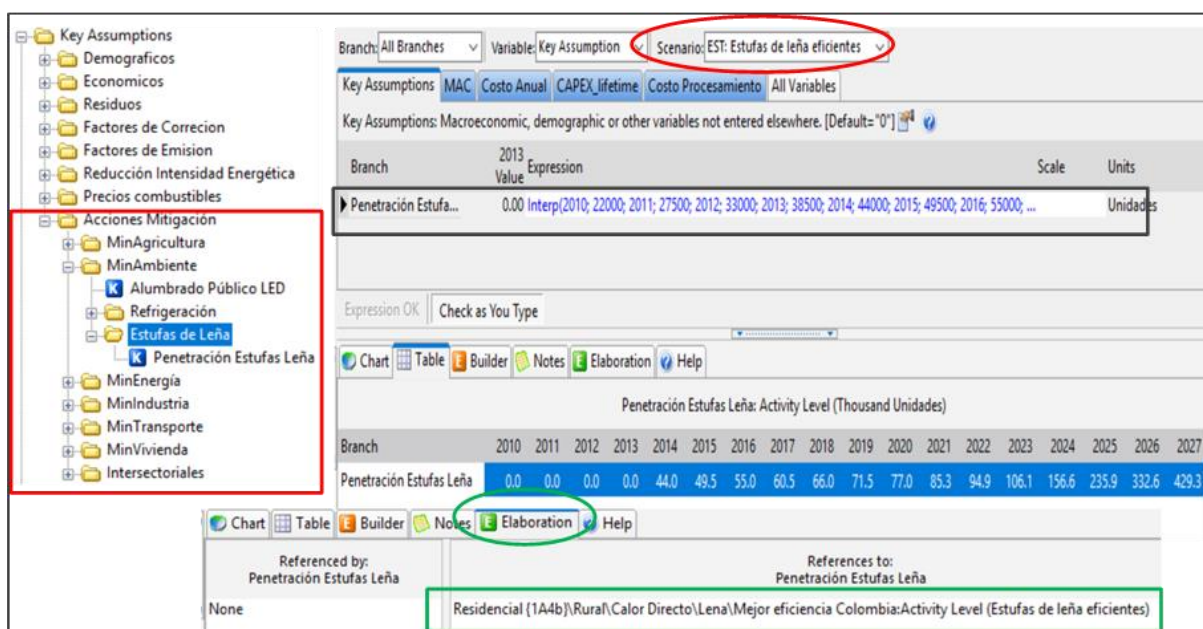 Key Assumptions
Demograficos
Economicos
Residuos
Factores de Correcion
Factores de Emision
Reducción Intensidad Energética
Precios combustibles
Acciones Mitigación
MinAgricultura
MinAmbiente
K Alumbrado Público LED
Refrigeración
Estufas de Leña
K Penetración Estufas Leña
MinEnergía
MinIndustria
MinTransporte
MinVivienda
Intersectoriales
Branch: All Branches Variable: Key Assumption Scenario: EST: Estufas de leña eficientes
Key Assumptions MAC Costo Anual CAPEX_lifetime Costo Procesamiento All Variables
Key Assumptions: Macroeconomic, demographic or other variables not entered elsewhere. [Default="0"]
Branch 2013 Value Expression Scale Units
Penetración Estufa... 0.00 Interp(2010; 22000; 2011; 27500; 2012; 33000; 2013; 38500; 2014; 44000; 2015; 49500; 2016; 55000; ... Unidades
Expression OK Check as You Type
Chart Table E Builder Notes E Elaboration Help
Penetración Estufas Leña: Activity Level (Thousand Unidades)
Branch 2010 2011 2012 2013 2014 2015 2016 2017 2018 2019 2020 2021 2022 2023 2024 2025 2026 2027
Penetración Estufas Leña 0.0 0.0 0.0 0.0 44.0 49.5 55.0 60.5 66.0 71.5 77.0 85.3 94.9 106.1 156.6 235.9 332.6 429.3
Chart Table E Builder Notes E Elaboration Help
Referenced by:
Penetración Estufas Leña
References to:
Penetración Estufas Leña
None
Residencial {1A4b}\Rural\Calor Directo\Lena\Mejor eficiencia Colombia:Activity Level (Estufas de leña eficientes)